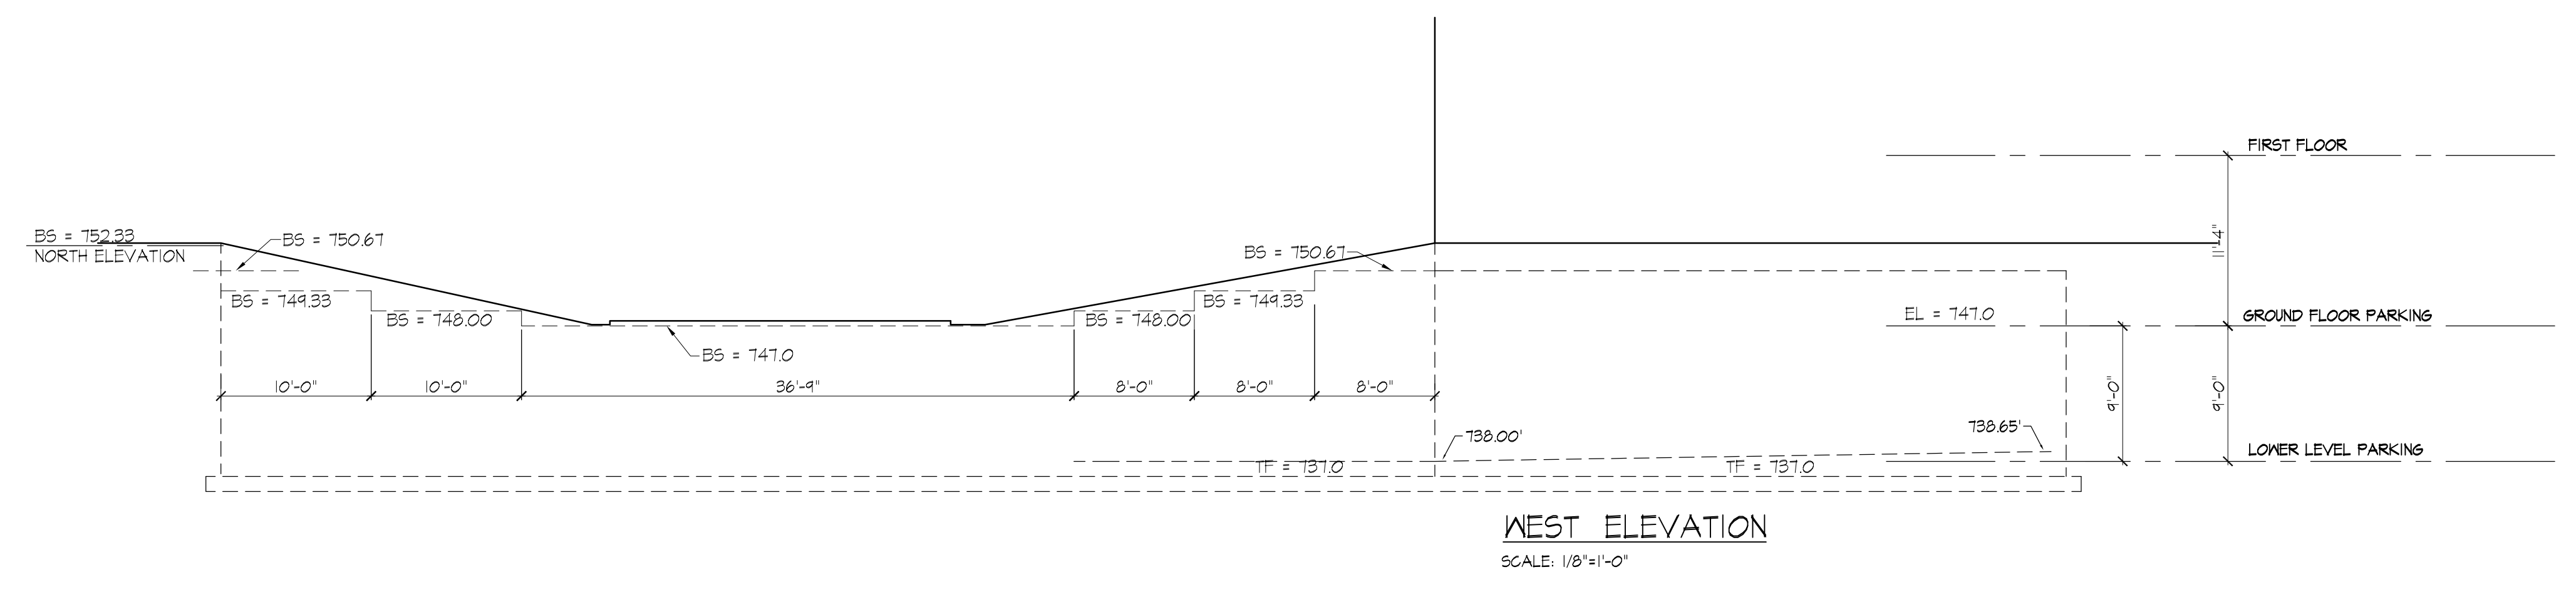 FIRST FLOOR
BS = 752.33
NORTH ELEVATION
BS = 750.67
BS = 750.67
11'-4"
BS = 749.33
BS = 749.33
BS = 748.00
BS = 748.00
EL = 747.0
GROUND FLOOR PARKING
BS = 747.0
10'-0"
10'-0"
36'-9"
8'-0"
8'-0"
8'-0"
9'-0"
9'-0"
738.00'
738.65'
LOWER LEVEL PARKING
TF = 737.0
TF = 737.0
WEST ELEVATION
SCALE: 1/8"=1'-0"